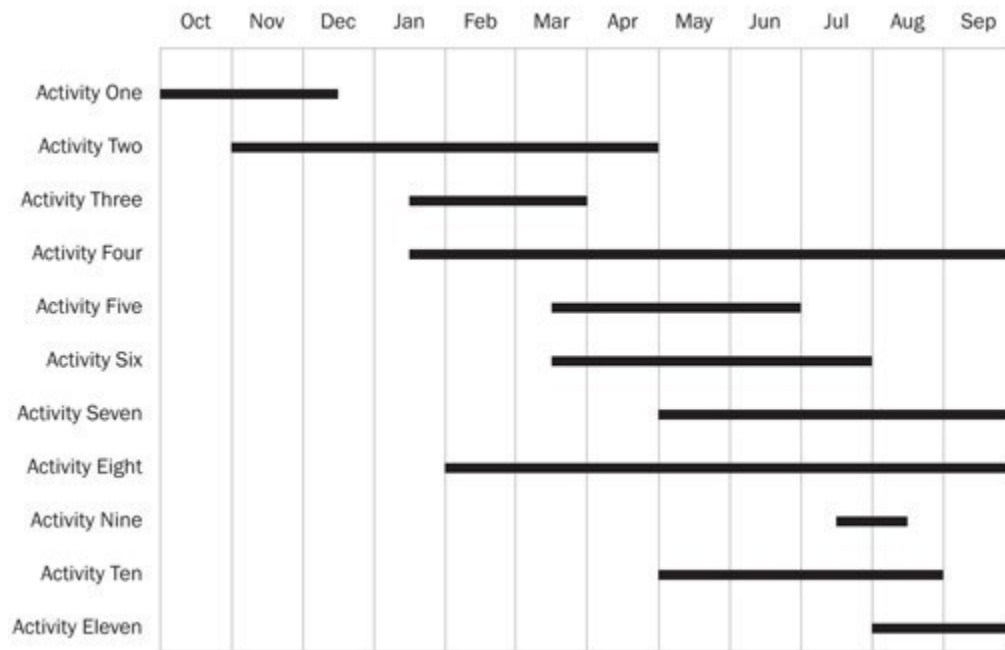 Oct Nov Dec Jan Feb Mar Apr May Jun Jul Aug Sep
Activity One
Activity Two
Activity Three
Activity Four
Activity Five
Activity Six
Activity Seven
Activity Eight
Activity Nine
Activity Ten
Activity Eleven